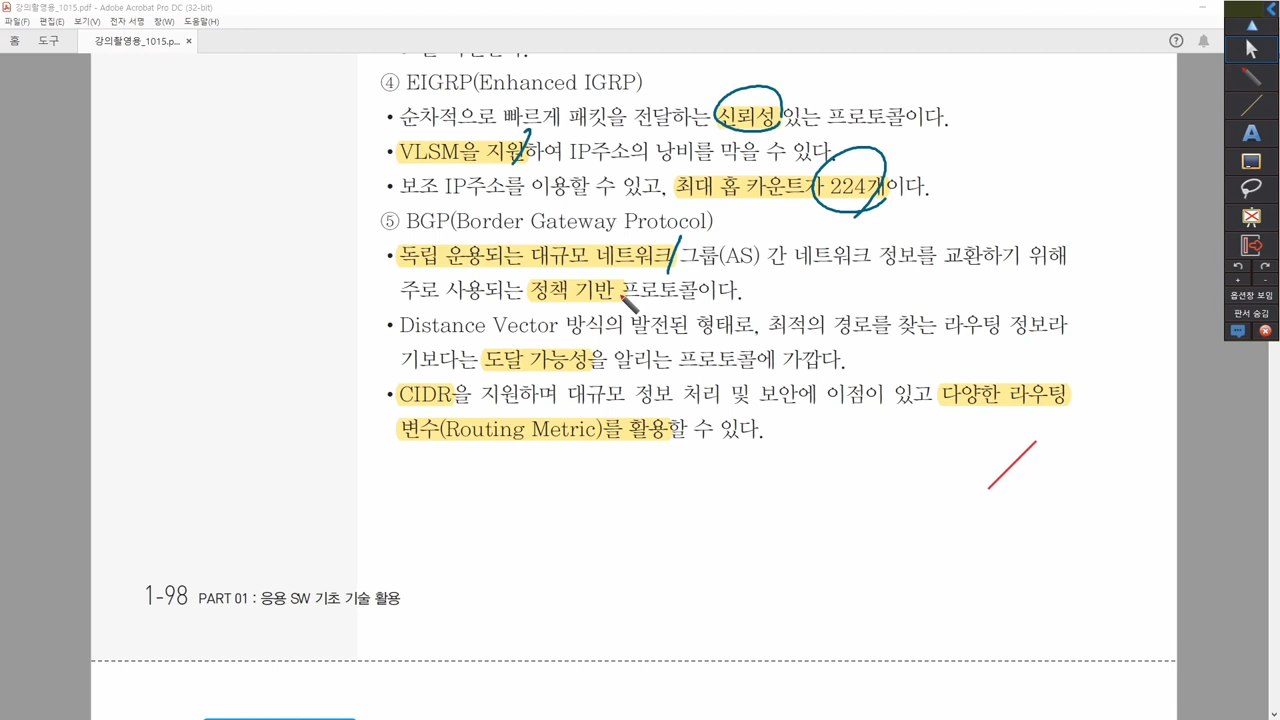 강의촬영용_1015.pdf - Adobe Acrobat Pro DC (32-bit)
파일(F) 편집(E) 보기(V) 전자 서명 창(W) 도움말(H)
홈 도구 강의촬영용_1015.p... ×
④ EIGRP(Enhanced IGRP)
• 순차적으로 빠르게 패킷을 전달하는 신뢰성 있는 프로토콜이다.
• VLSM을 지원하여 IP주소의 낭비를 막을 수 있다.
• 보조 IP주소를 이용할 수 있고, 최대 홉 카운트가 224개이다.
⑤ BGP(Border Gateway Protocol)
• 독립 운용되는 대규모 네트워크 그룹(AS) 간 네트워크 정보를 교환하기 위해
주로 사용되는 정책 기반 프로토콜이다.
• Distance Vector 방식의 발전된 형태로, 최적의 경로를 찾는 라우팅 정보라
기보다는 도달 가능성을 알리는 프로토콜에 가깝다.
• CIDR을 지원하며 대규모 정보 처리 및 보안에 이점이 있고 다양한 라우팅
변수(Routing Metric)를 활용할 수 있다.
1-98 PART 01 : 응용 SW 기초 기술 활용
A
옵션장 보임
판서 숨김